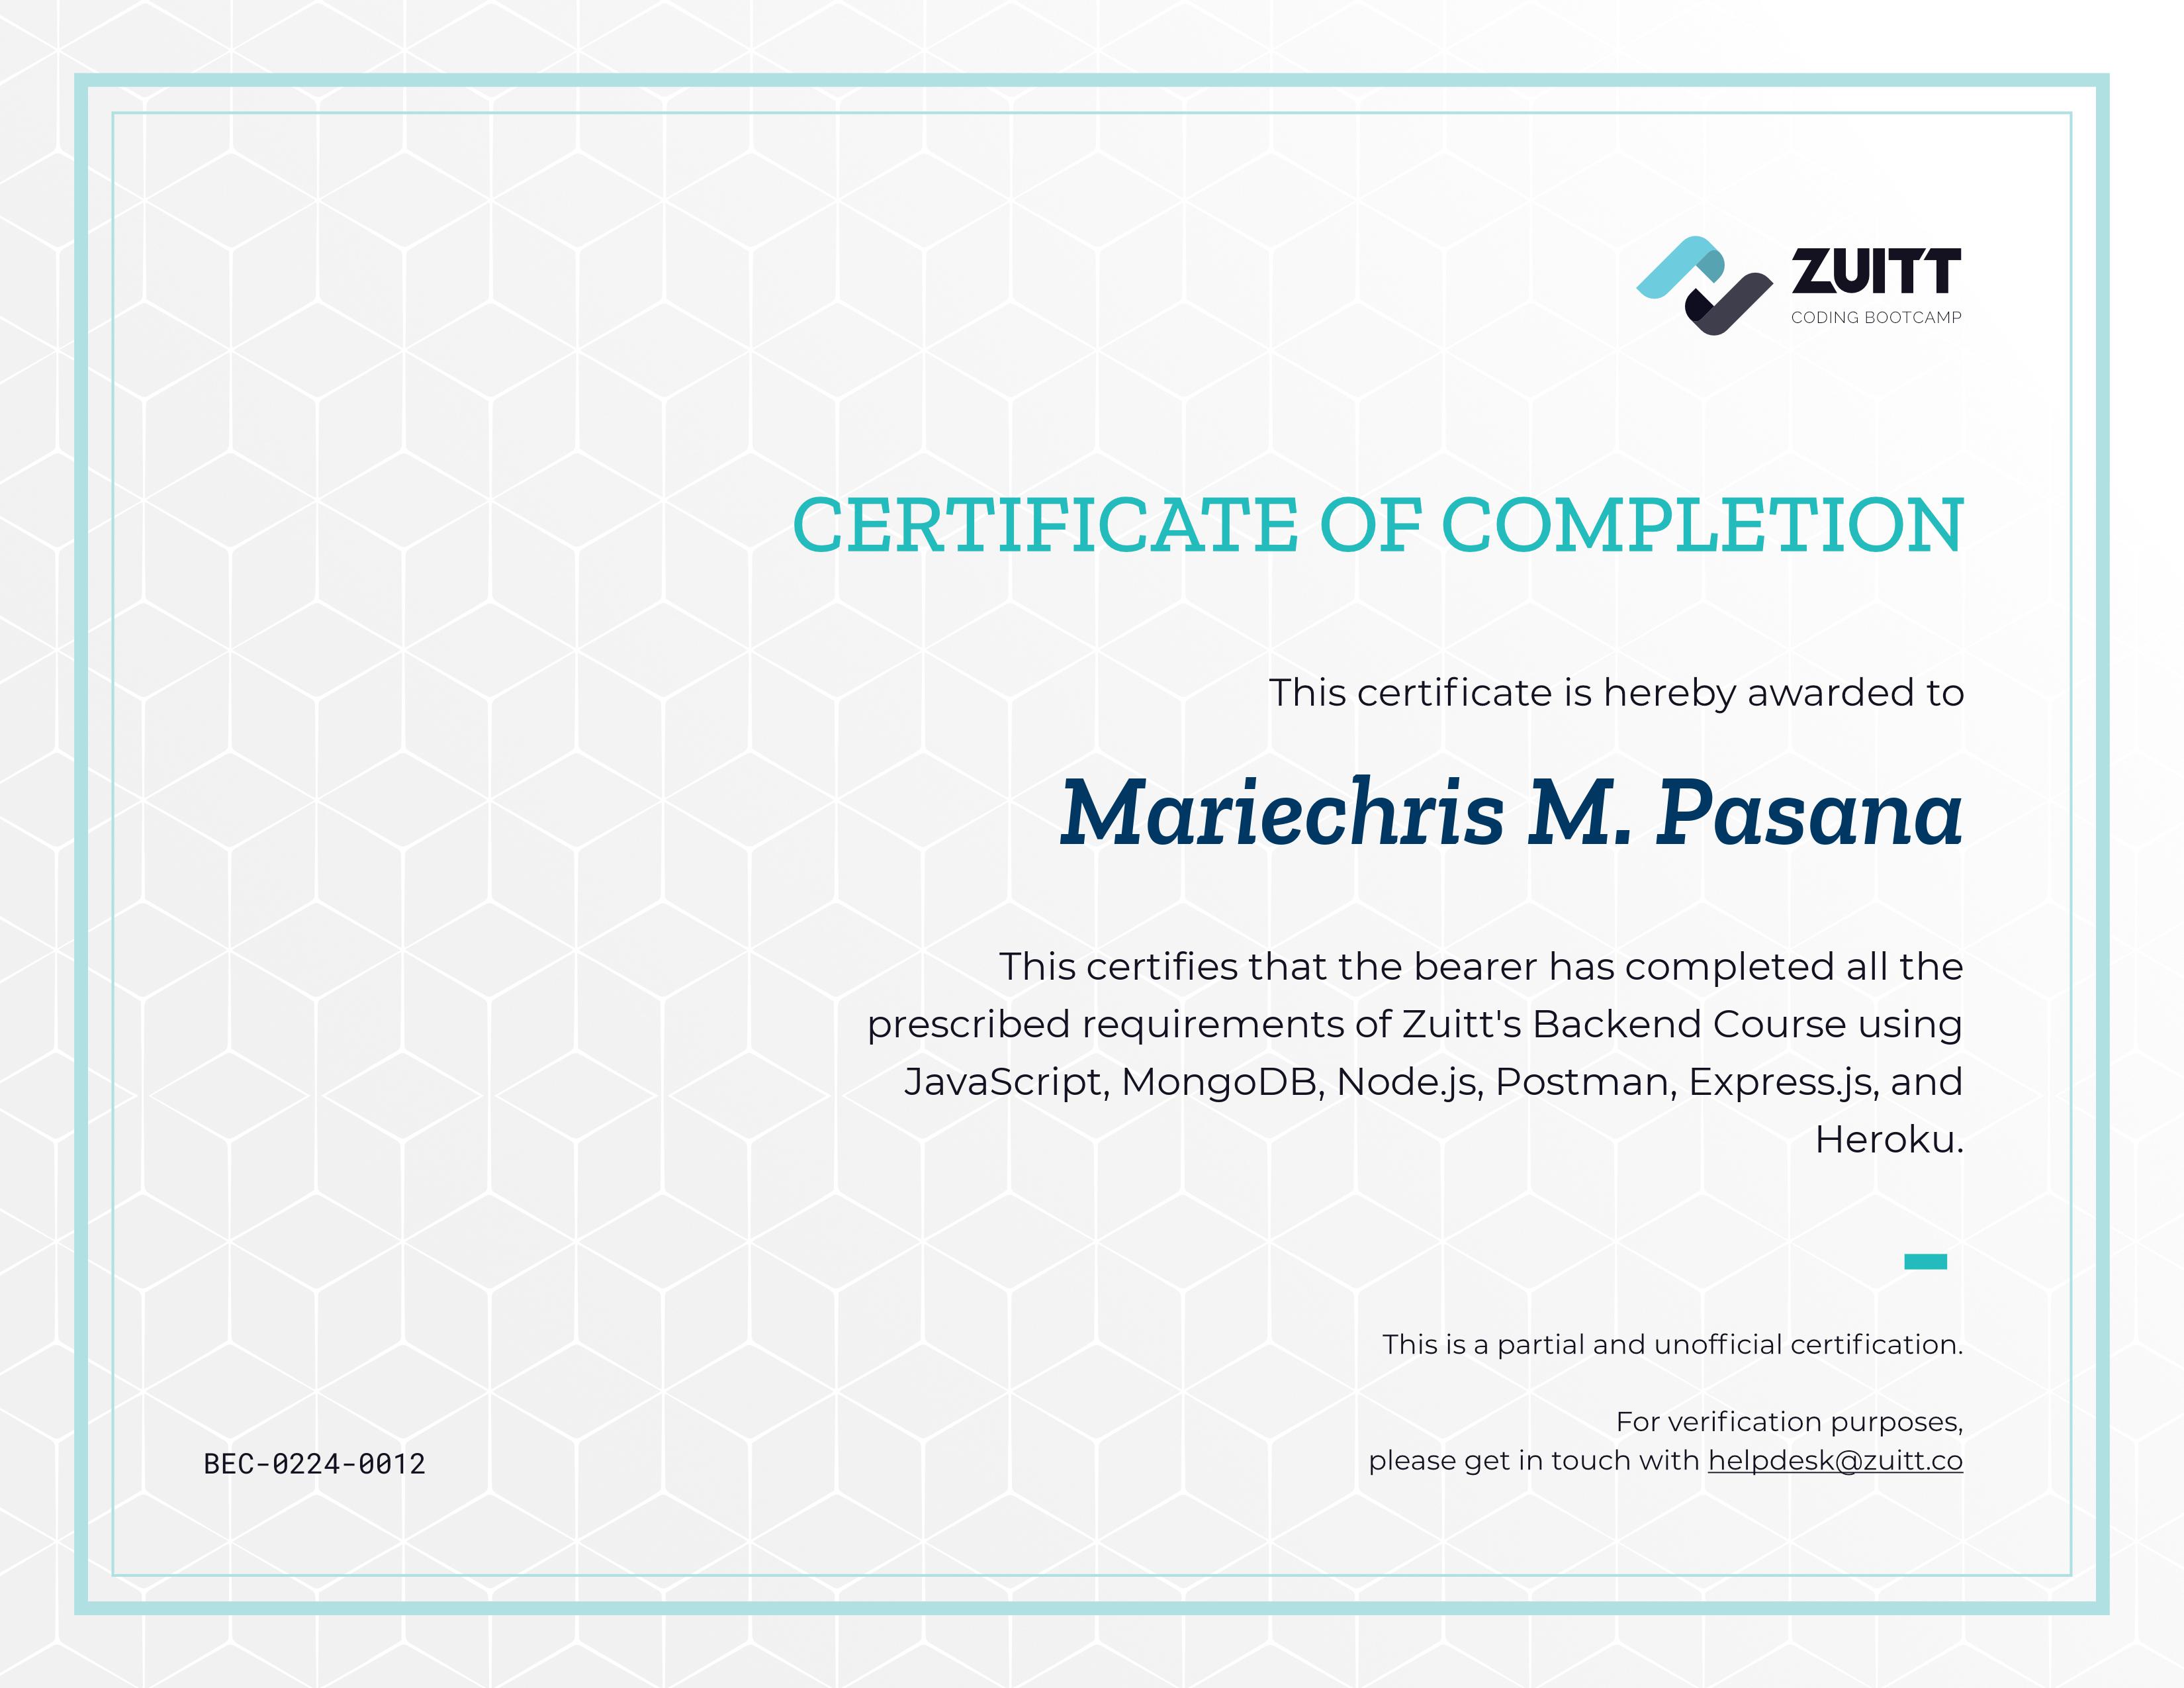 ZUITT
CODING BOOTCAMP
CERTIFICATE OF COMPLETION
This certificate is hereby awarded to
Mariechris M. Pasana
This certifies that the bearer has completed all the
prescribed requirements of Zuitt's Backend Course using
JavaScript, MongoDB, Node.js, Postman, Express.js, and
Heroku.
This is a partial and unofficial certification.
For verification purposes,
please get in touch with helpdesk@zuitt.co
BEC-0224-0012